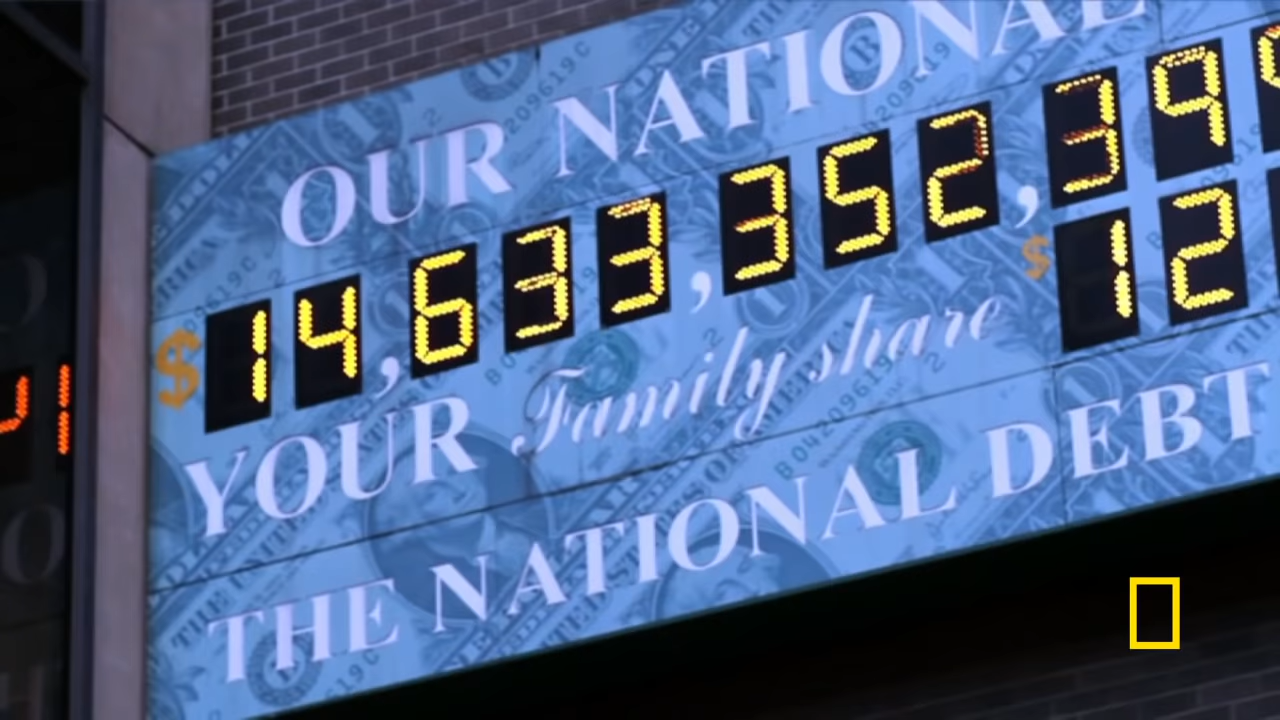 OUR NATIONAL
$14,633,352,39
YOUR Family share $12
THE NATIONAL DEBT